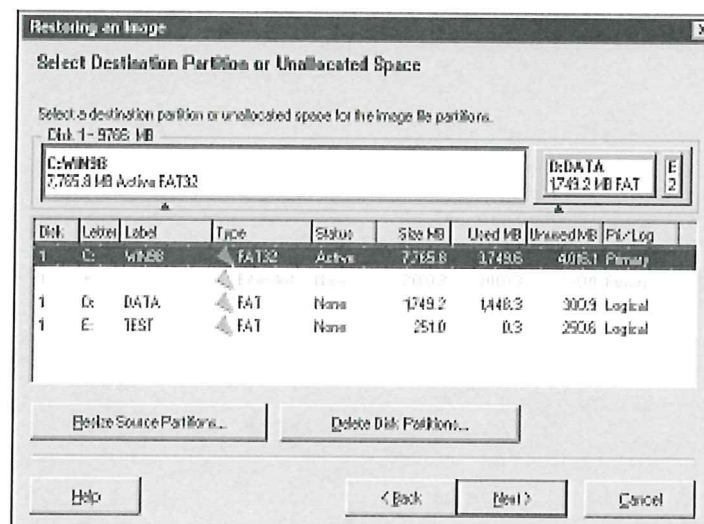 Restoring an Image
Select Destination Partition or Unallocated Space
Select a destination partition or unallocated space for the image file partitions.
Disk 1 - 9766 MB
C:WIN98
7,765.8 MB Active FAT32
D:DATA
1,749.2 MB FAT
E
2
Disk Letter Label Type Status Size MB Used MB Unused MB Pri/Log
1 C: WIN98 FAT32 Active 7,765.8 3,749.6 4,016.1 Primary
Extended
1 D: DATA FAT None 1,749.2 1,448.3 300.9 Logical
1 E: TEST FAT None 251.0 0.3 250.6 Logical
Resize Source Partitions...
Delete Disk Partitions...
Help
< Back
Next >
Cancel